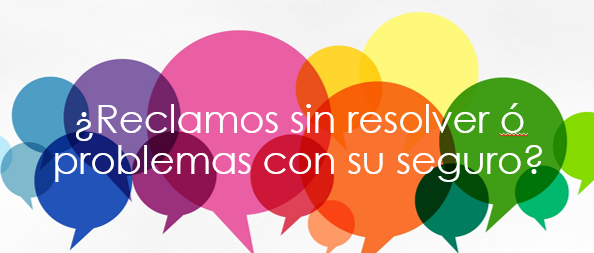 ¿Reclamos sin resolver ó
problemas con su seguro?